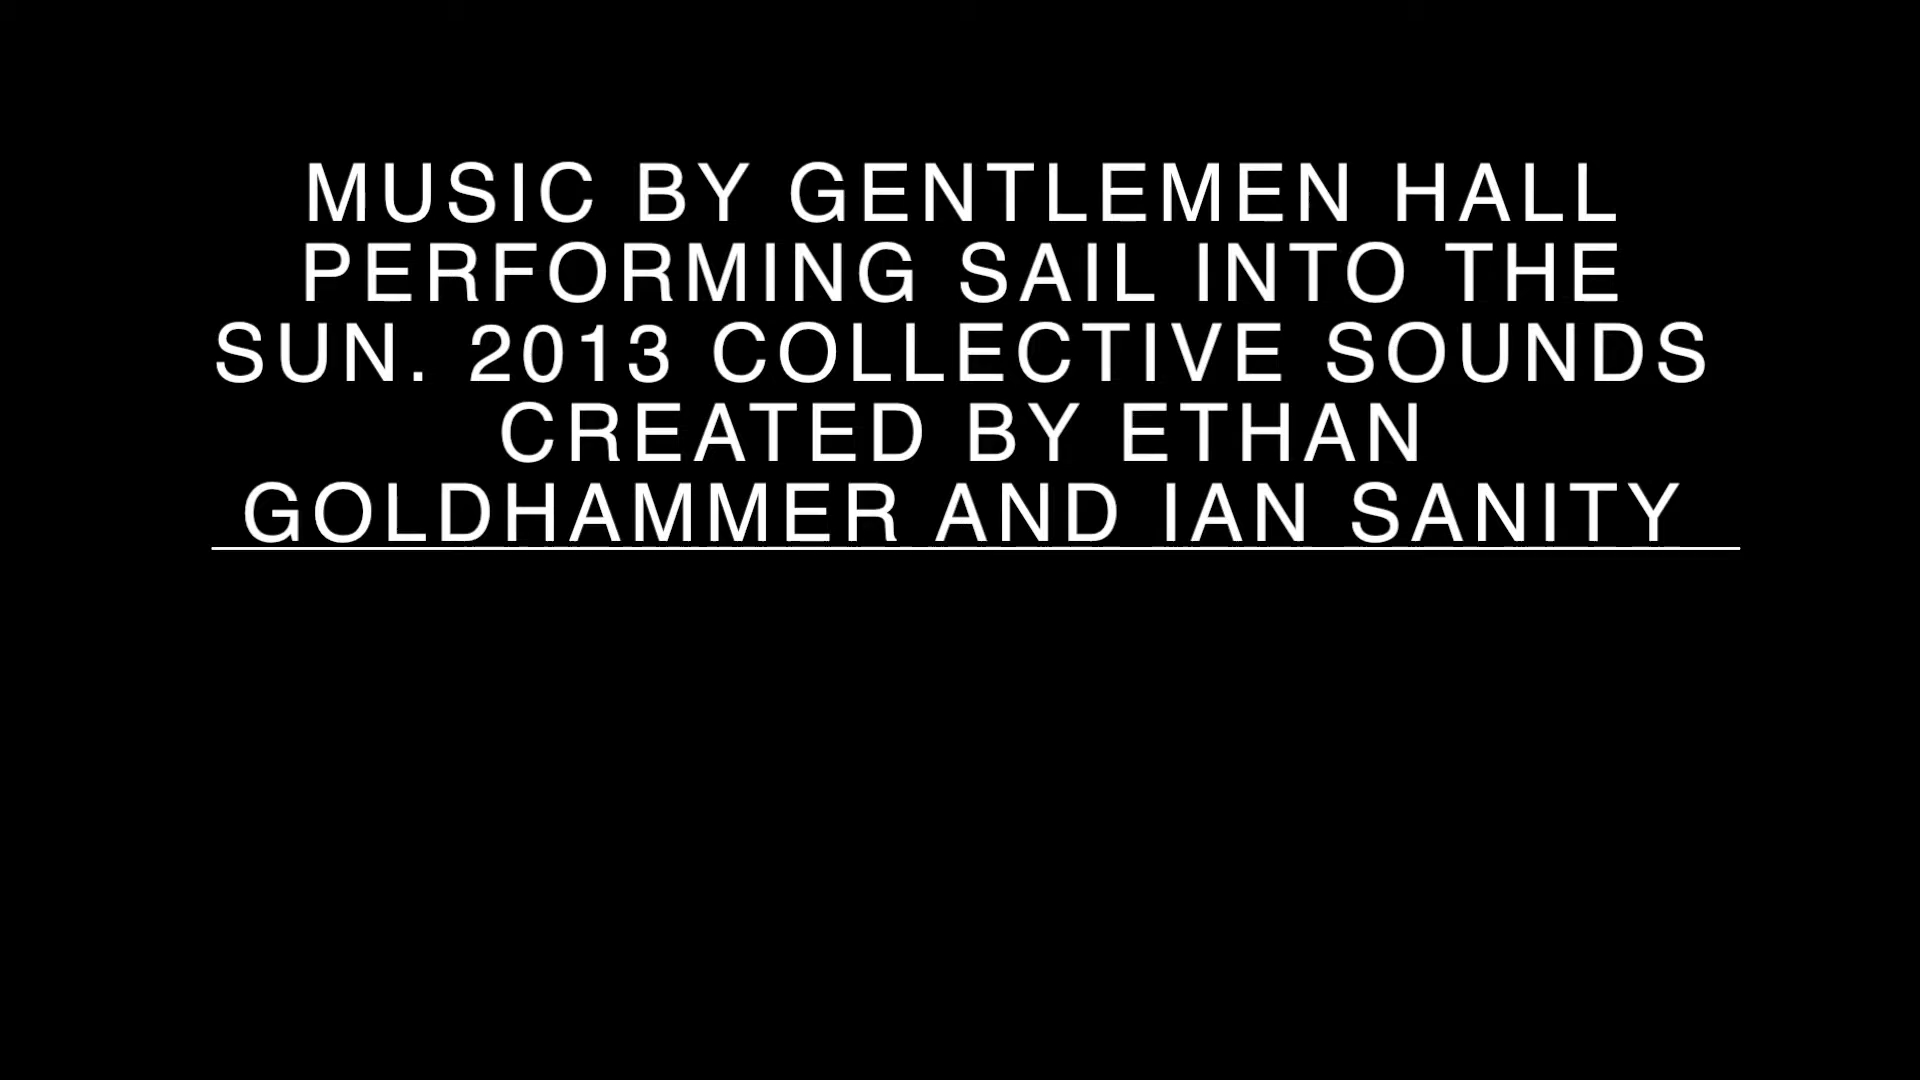 MUSIC BY GENTLEMEN HALL
PERFORMING SAIL INTO THE
SUN. 2013 COLLECTIVE SOUNDS
CREATED BY ETHAN
GOLDHAMMER AND IAN SANITY